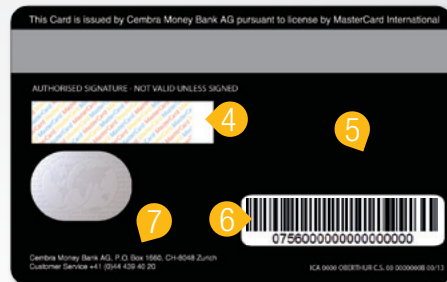 This Card is issued by Cembra Money Bank AG pursuant to license by MasterCard International
AUTHORISED SIGNATURE - NOT VALID UNLESS SIGNED
4
5
7
6
0756000000000000000
Cembra Money Bank AG, P.O. Box 1660, CH-8048 Zurich
Customer Service +41 (0)44 439 40 20
ICA 0000 OBERTHUR C.S. 00 00000000B 00/13